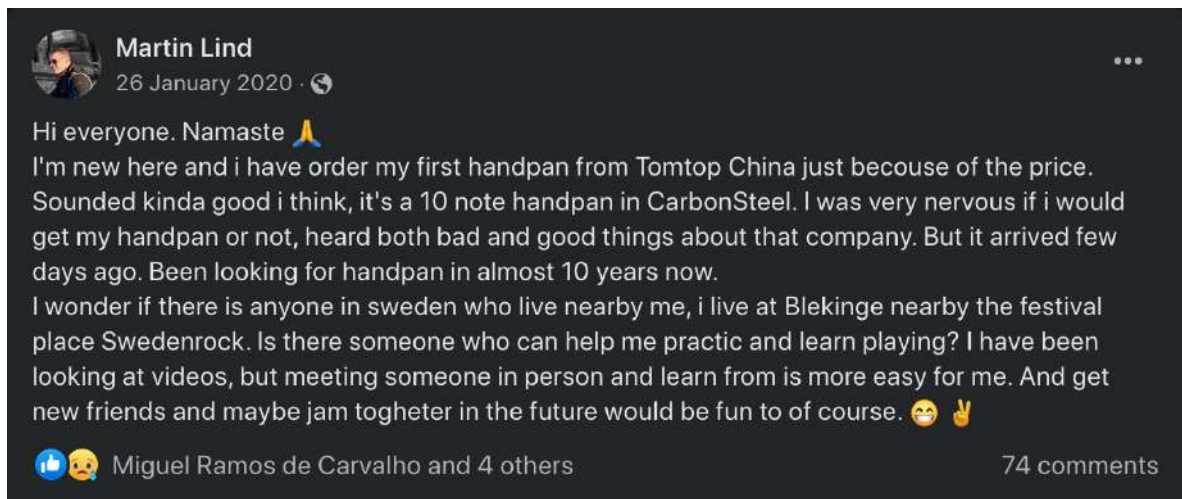 Martin Lind
26 January 2020 ·
Hi everyone. Namaste 🙏
I'm new here and i have order my first handpan from Tomtop China just becouse of the price.
Sounded kinda good i think, it's a 10 note handpan in CarbonSteel. I was very nervous if i would
get my handpan or not, heard both bad and good things about that company. But it arrived few
days ago. Been looking for handpan in almost 10 years now.
I wonder if there is anyone in sweden who live nearby me, i live at Blekinge nearby the festival
place Swedenrock. Is there someone who can help me practic and learn playing? I have been
looking at videos, but meeting someone in person and learn from is more easy for me. And get
new friends and maybe jam togheter in the future would be fun to of course. 😁 ✌️
Miguel Ramos de Carvalho and 4 others
74 comments